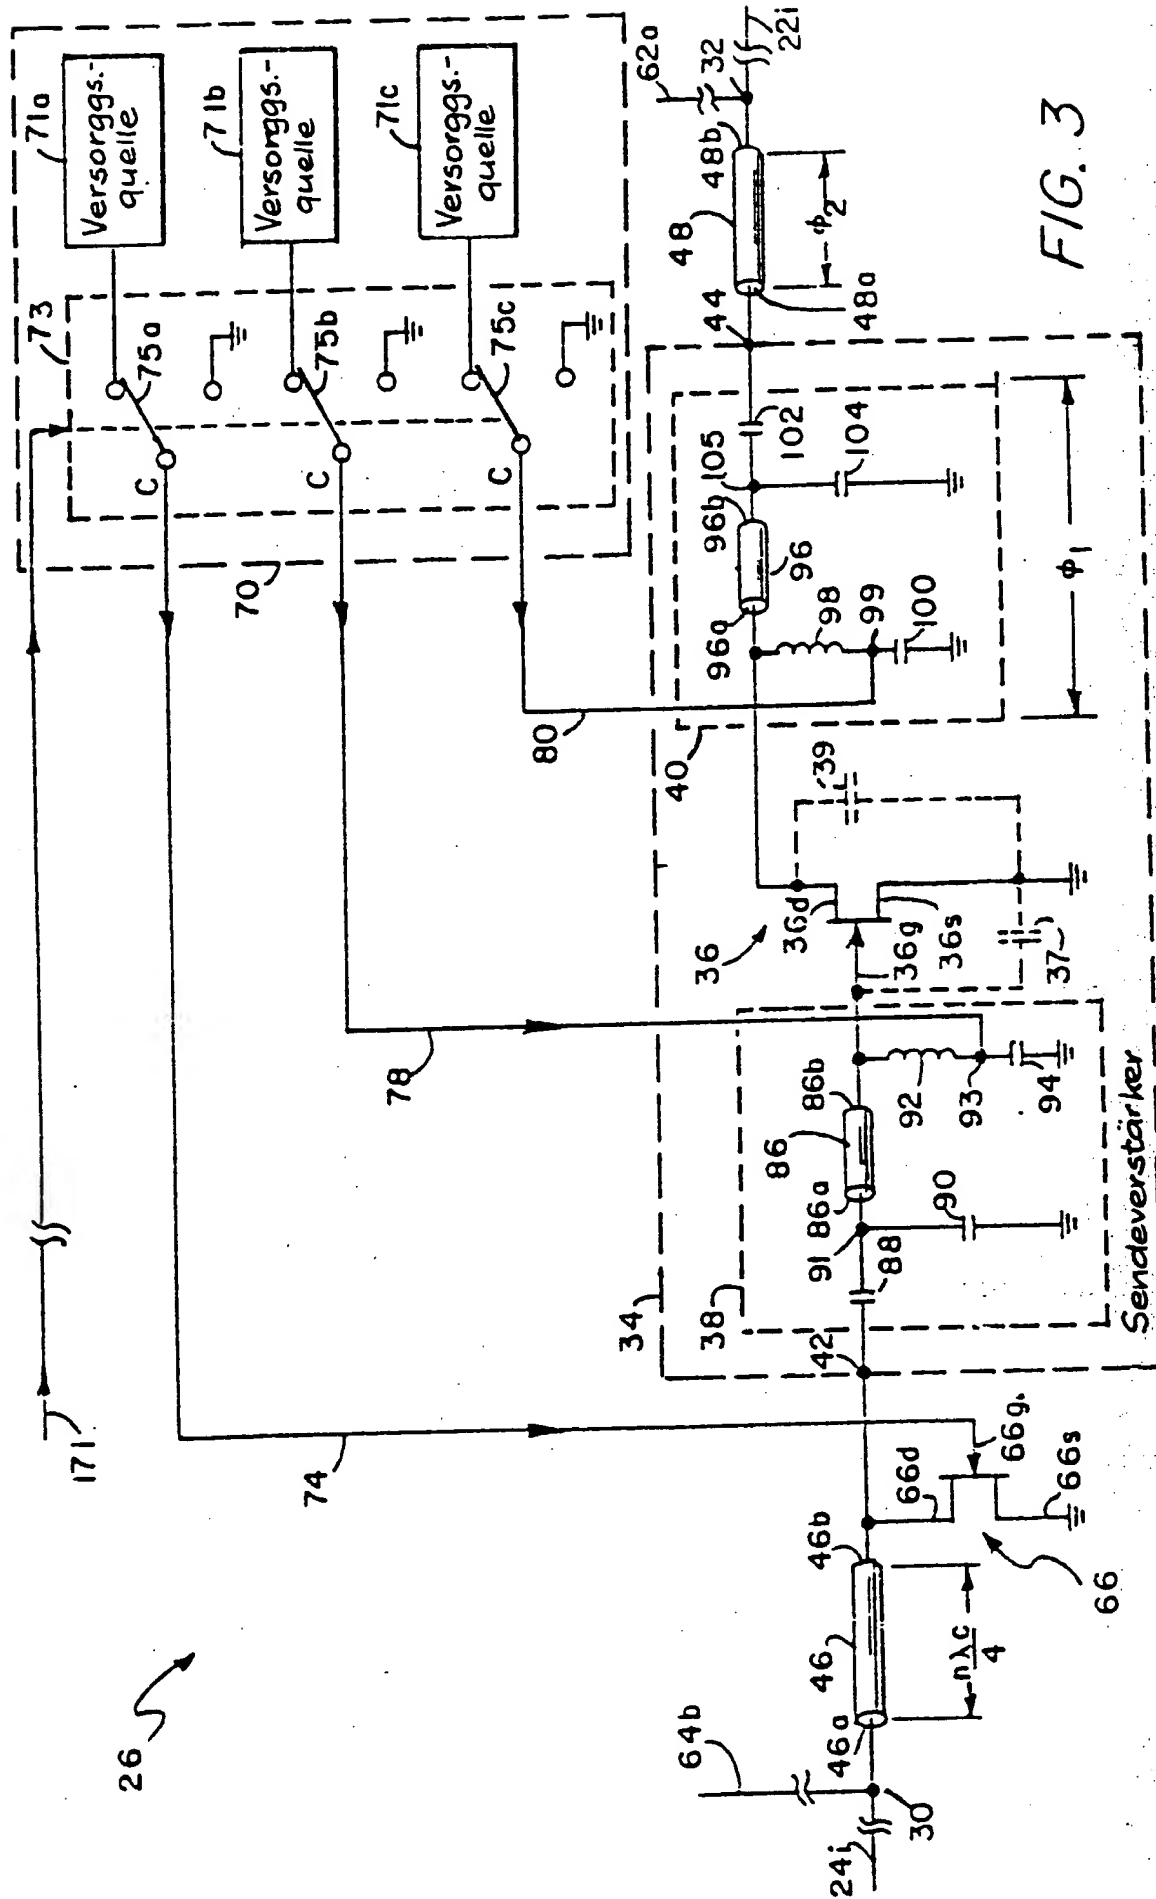 171
73
71a
Versorggs.-
quelle
75a
C
71b
Versorggs.-
quelle
75b
C
71c
Versorggs.-
quelle
75c
C
70
74
78
80
26
64b
24i
30
46a
46
46b
nλc
4
66d
66g
66s
66
42
34
38
88
91
86a
86
86b
90
92
93
94
36
36d
36g
36s
37
39
40
96a
96
96b
98
99
100
105
102
104
ϕ1
44
48a
48
48b
ϕ2
62a
32
22i
Sendeverstärker
FIG. 3